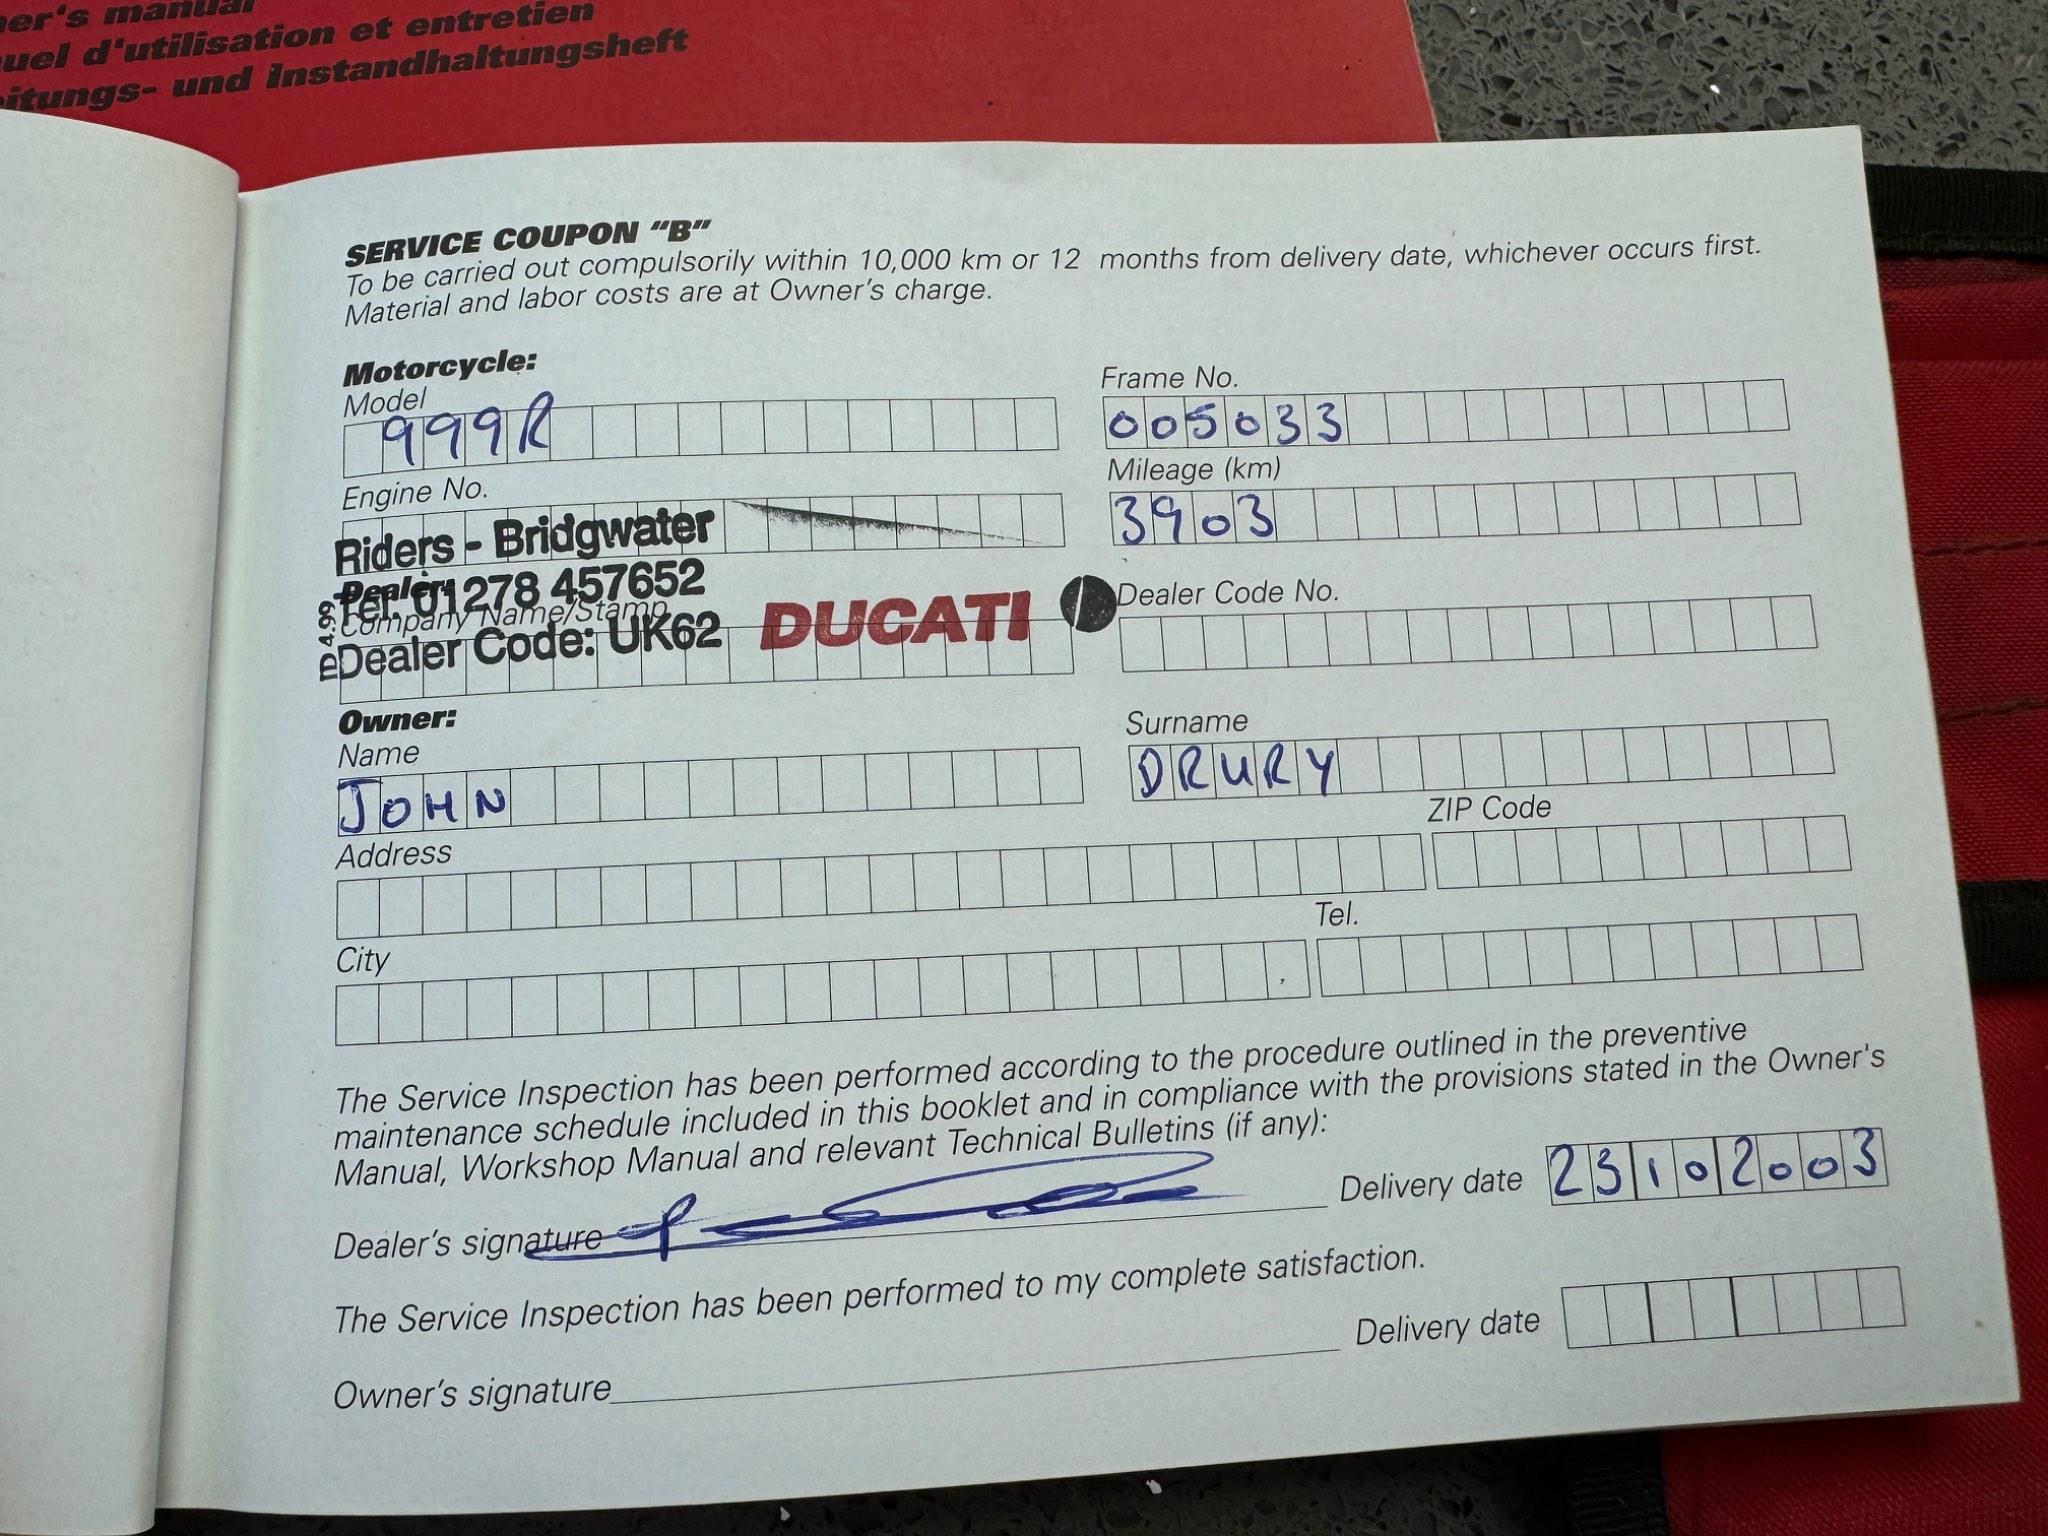 er's manual
uel d'utilisation et entretien
itungs- und Instandhaltungsheft
SERVICE COUPON "B"
To be carried out compulsorily within 10,000 km or 12 months from delivery date, whichever occurs first.
Material and labor costs are at Owner's charge.
Motorcycle:
Model
999R
Frame No.
005033
Engine No.
Mileage (km)
3903
Riders - Bridgwater
Dealer:
Tel: 01278 457652
Company Name/Stamp
Dealer Code: UK62
DUCATI
Dealer Code No.
Owner:
Name
JOHN
Surname
DRURY
Address
ZIP Code
City
Tel.
The Service Inspection has been performed according to the procedure outlined in the preventive
maintenance schedule included in this booklet and in compliance with the provisions stated in the Owner's
Manual, Workshop Manual and relevant Technical Bulletins (if any):
Dealer's signature
Delivery date 23102003
The Service Inspection has been performed to my complete satisfaction.
Delivery date
Owner's signature